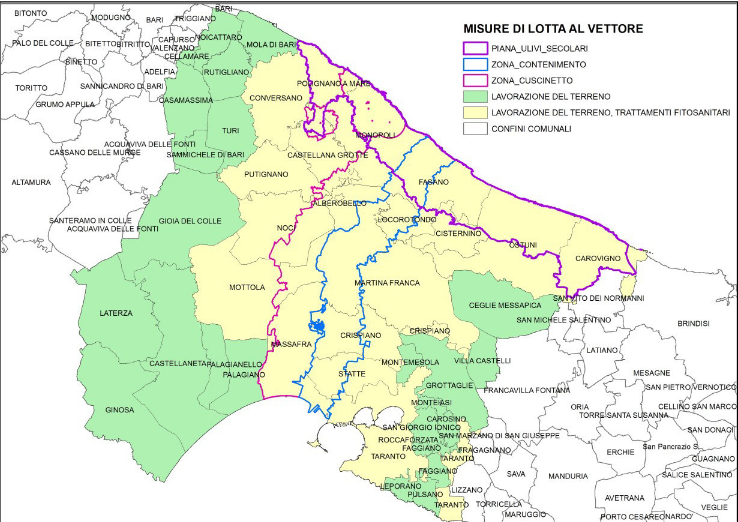 MISURE DI LOTTA AL VETTORE
PIANA_ULIVI_SECOLARI
ZONA_CONTENIMENTO
ZONA_CUSCINETTO
LAVORAZIONE DEL TERRENO
LAVORAZIONE DEL TERRENO, TRATTAMENTI FITOSANITARI
CONFINI COMUNALI
BITONTO
MODUGNO
BARI
BARI
TRIGGIANO
PALO DEL COLLE
BITETTO
BITRITTO
CAPURSO
VALENZANO
NOICATTARO
MOLA DI BARI
CELLAMARE
BINETTO
ADELFIA
RUTIGLIANO
TORITTO
SANNICANDRO DI BARI
GRUMO APPULA
CASAMASSIMA
CONVERSANO
POLIGNANO A MARE
TURI
MONOPOLI
ACQUAVIVA DELLE FONTI
CASSANO DELLE MURGE
SAMMICHELE DI BARI
CASTELLANA GROTTE
PUTIGNANO
FASANO
ALTAMURA
ALBEROBELLO
LOCOROTONDO
SANTERAMO IN COLLE
ACQUAVIVA DELLE FONTI
GIOIA DEL COLLE
NOCI
CISTERNINO
OSTUNI
CAROVIGNO
MOTTOLA
MARTINA FRANCA
CEGLIE MESSAPICA
SAN VITO DEI NORMANNI
SAN MICHELE SALENTINO
LATERZA
BRINDISI
CRISPIANO
CRISPIANO
MASSAFRA
LATIANO
CASTELLANETA
PALAGIANELLO
PALAGIANO
MONTEMESOLA
VILLA CASTELLI
STATTE
MESAGNE
GROTTAGLIE
FRANCAVILLA FONTANA
SAN PIETRO VERNOTICO
GINOSA
MONTEIASI
ORIA
TORRE SANTA SUSANNA
CELLINO SAN MARCO
CAROSINO
SAN GIORGIO IONICO
SAN DONACI
SAN MARZANO DI SAN GIUSEPPE
ROCCAFORZATA
FAGGIANO
FRAGAGNANO
ERCHIE
San Pancrazio S.
GUAGNANO
TARANTO
TARANTO
FAGGIANO
SAVA
MANDURIA
SALICE SALENTINO
LEPORANO
PULSANO
LIZZANO
AVETRANA
TARANTO
TORRICELLA
MARUGGIO
VEGLIE
PORTO CESAREO